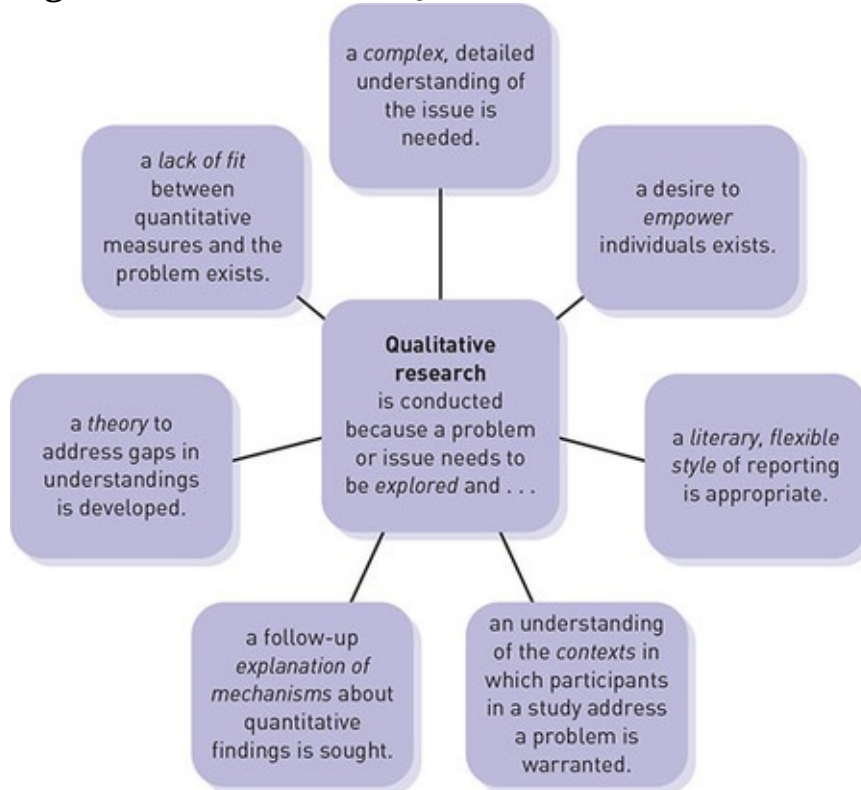 a complex, detailed
understanding of
the issue is
needed.
a desire to
empower
individuals exists.
a literary, flexible
style of reporting
is appropriate.
an understanding
of the contexts in
which participants
in a study address
a problem is
warranted.
a follow-up
explanation of
mechanisms about
quantitative
findings is sought.
a theory to
address gaps in
understandings
is developed.
a lack of fit
between
quantitative
measures and the
problem exists.
Qualitative
research
is conducted
because a problem
or issue needs to
be explored and . . .